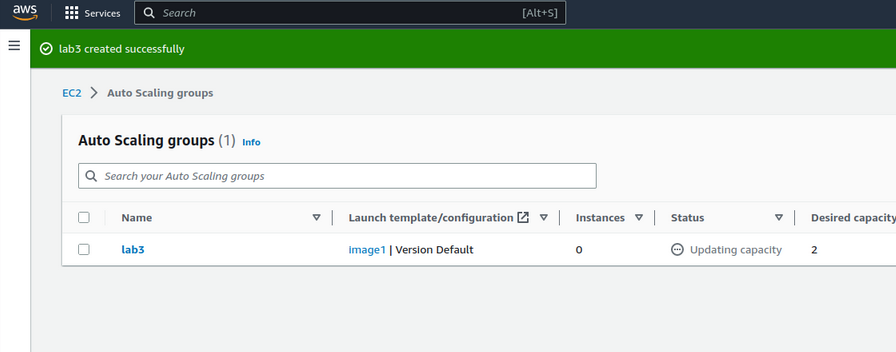 aws
Services
Search
[Alt+S]
lab3 created successfully
EC2
Auto Scaling groups
Auto Scaling groups (1) Info
Search your Auto Scaling groups
Name Launch template/configuration Instances Status Desired capacity
lab3 image1 | Version Default 0 Updating capacity 2